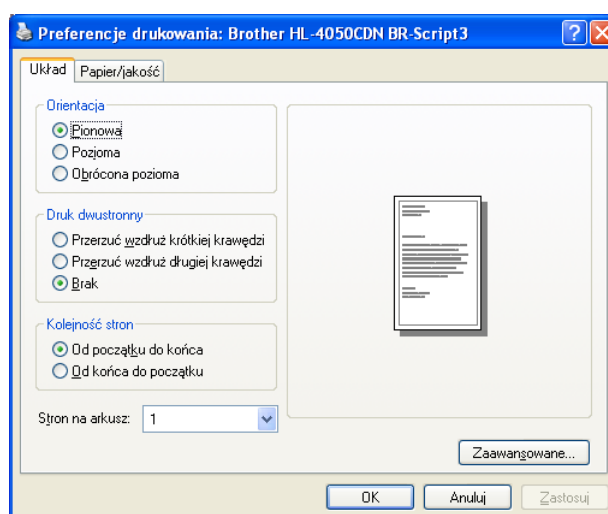 Preferencje drukowania: Brother HL-4050CDN BR-Script3
Układ
Papier/jakość
Orientacja
Pionowa
Pozioma
Obrócona pozioma
Druk dwustronny
Przerzuć wzdłuż krótkiej krawędzi
Przerzuć wzdłuż długiej krawędzi
Brak
Kolejność stron
Od początku do końca
Od końca do początku
Stron na arkusz: 1
Zaawansowane...
OK
Anuluj
Zastosuj